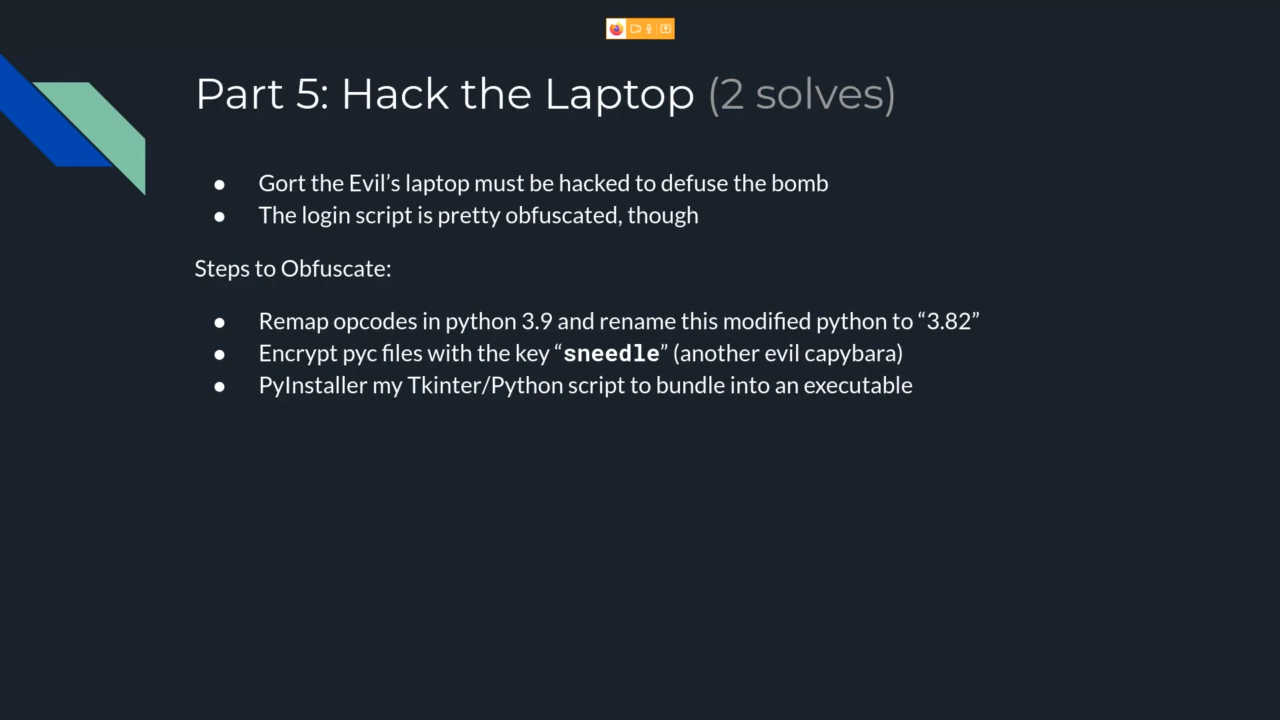 Part 5: Hack the Laptop (2 solves)
● Gort the Evil’s laptop must be hacked to defuse the bomb
● The login script is pretty obfuscated, though
Steps to Obfuscate:
● Remap opcodes in python 3.9 and rename this modified python to “3.82”
● Encrypt pyc files with the key “sneedle” (another evil capybara)
● PyInstaller my Tkinter/Python script to bundle into an executable